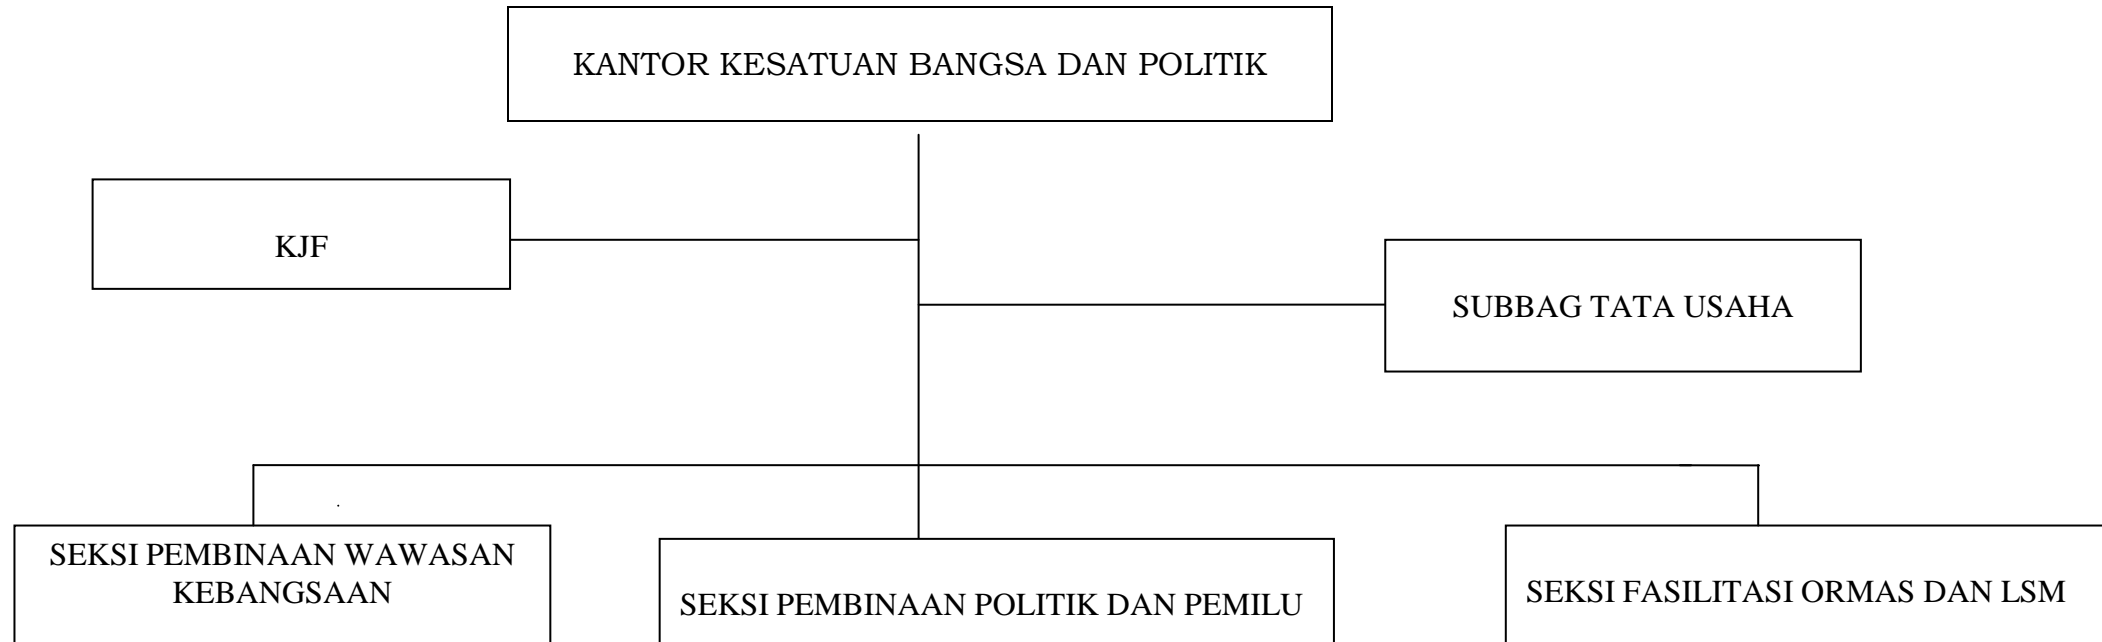 KANTOR KESATUAN BANGSA DAN POLITIK
KJF
SUBBAG TATA USAHA
SEKSI PEMBINAAN WAWASAN
KEBANGSAAN
SEKSI PEMBINAAN POLITIK DAN PEMILU
SEKSI FASILITASI ORMAS DAN LSM